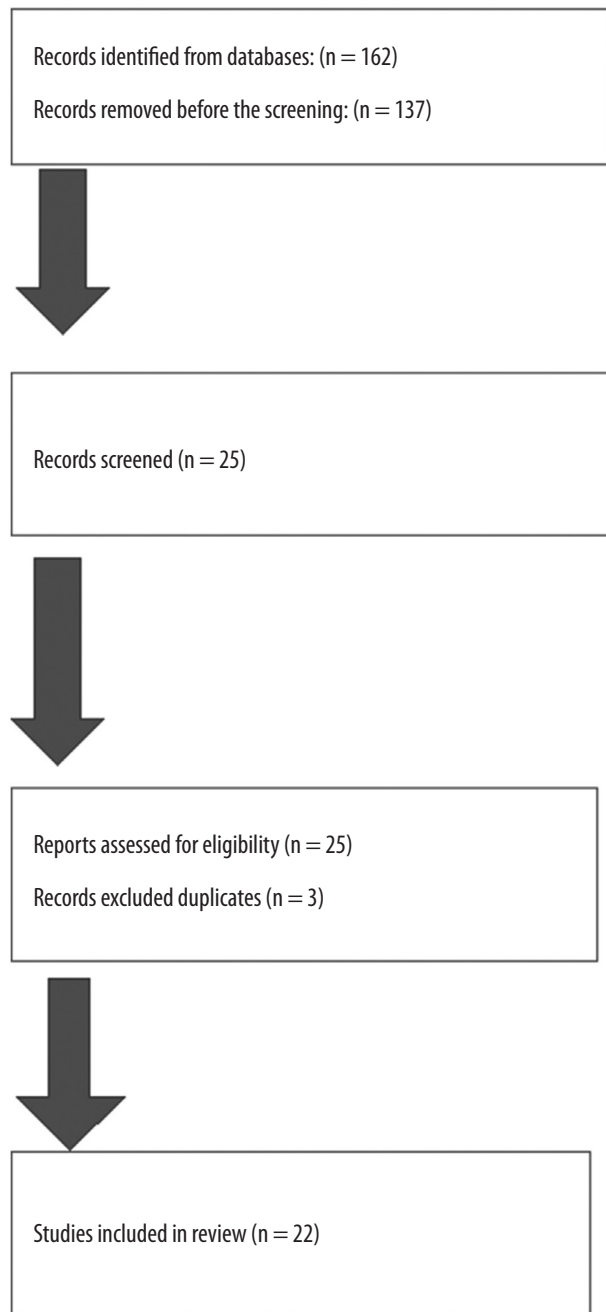 Records identified from databases: (n = 162)
Records removed before the screening: (n = 137)
Records screened (n = 25)
Reports assessed for eligibility (n = 25)
Records excluded duplicates (n = 3)
Studies included in review (n = 22)